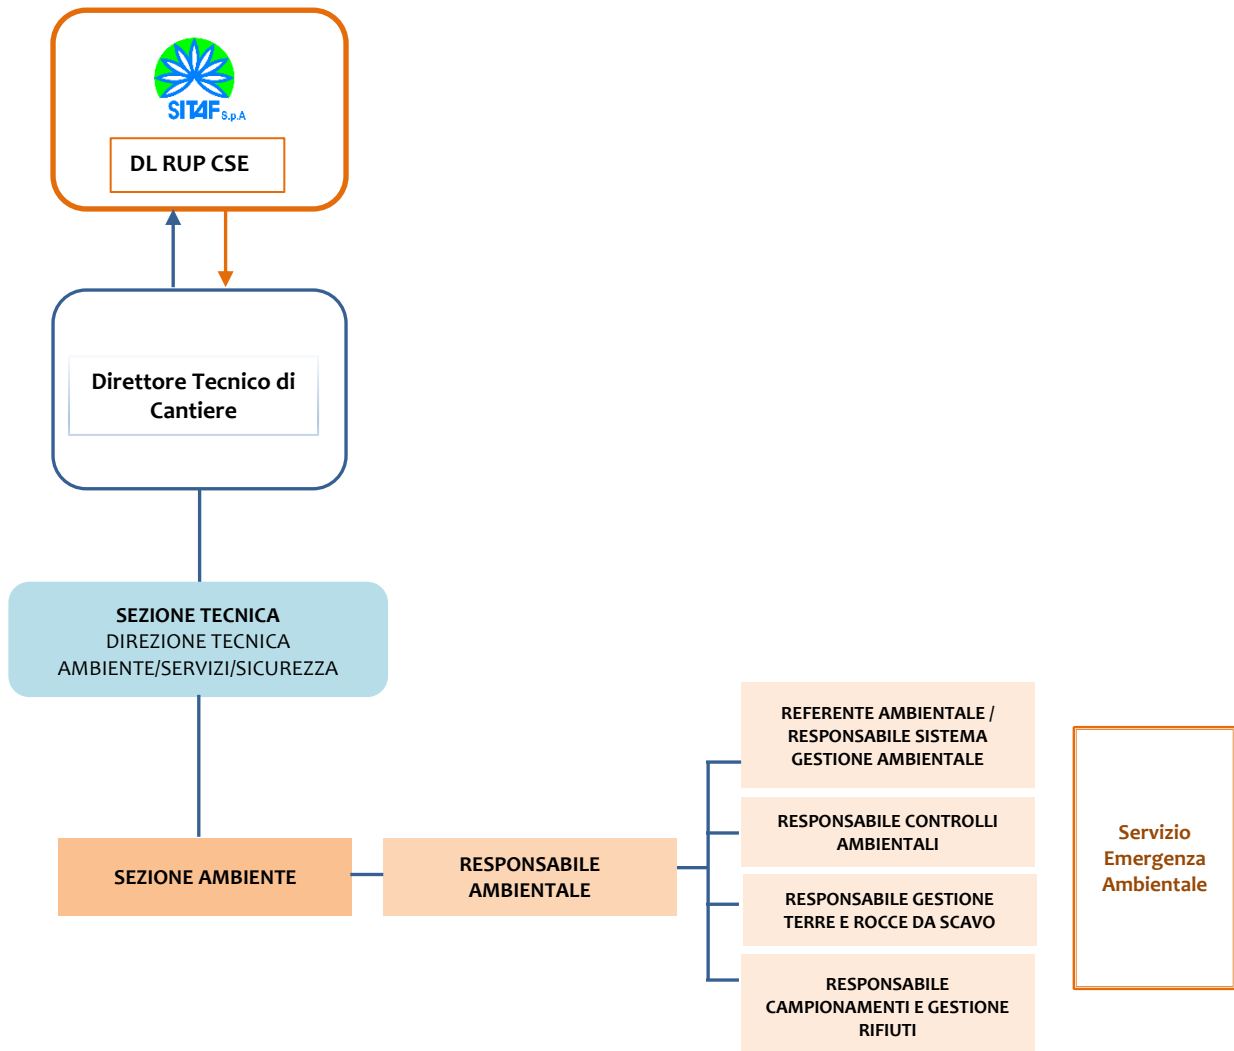 SITAF S.p.A
DL RUP CSE
Direttore Tecnico di
Cantiere
SEZIONE TECNICA
DIREZIONE TECNICA
AMBIENTE/SERVIZI/SICUREZZA
SEZIONE AMBIENTE
RESPONSABILE
AMBIENTALE
REFERENTE AMBIENTALE /
RESPONSABILE SISTEMA
GESTIONE AMBIENTALE
RESPONSABILE CONTROLLI
AMBIENTALI
RESPONSABILE GESTIONE
TERRE E ROCCE DA SCAVO
RESPONSABILE
CAMPIONAMENTI E GESTIONE
RIFIUTI
Servizio
Emergenza
Ambientale